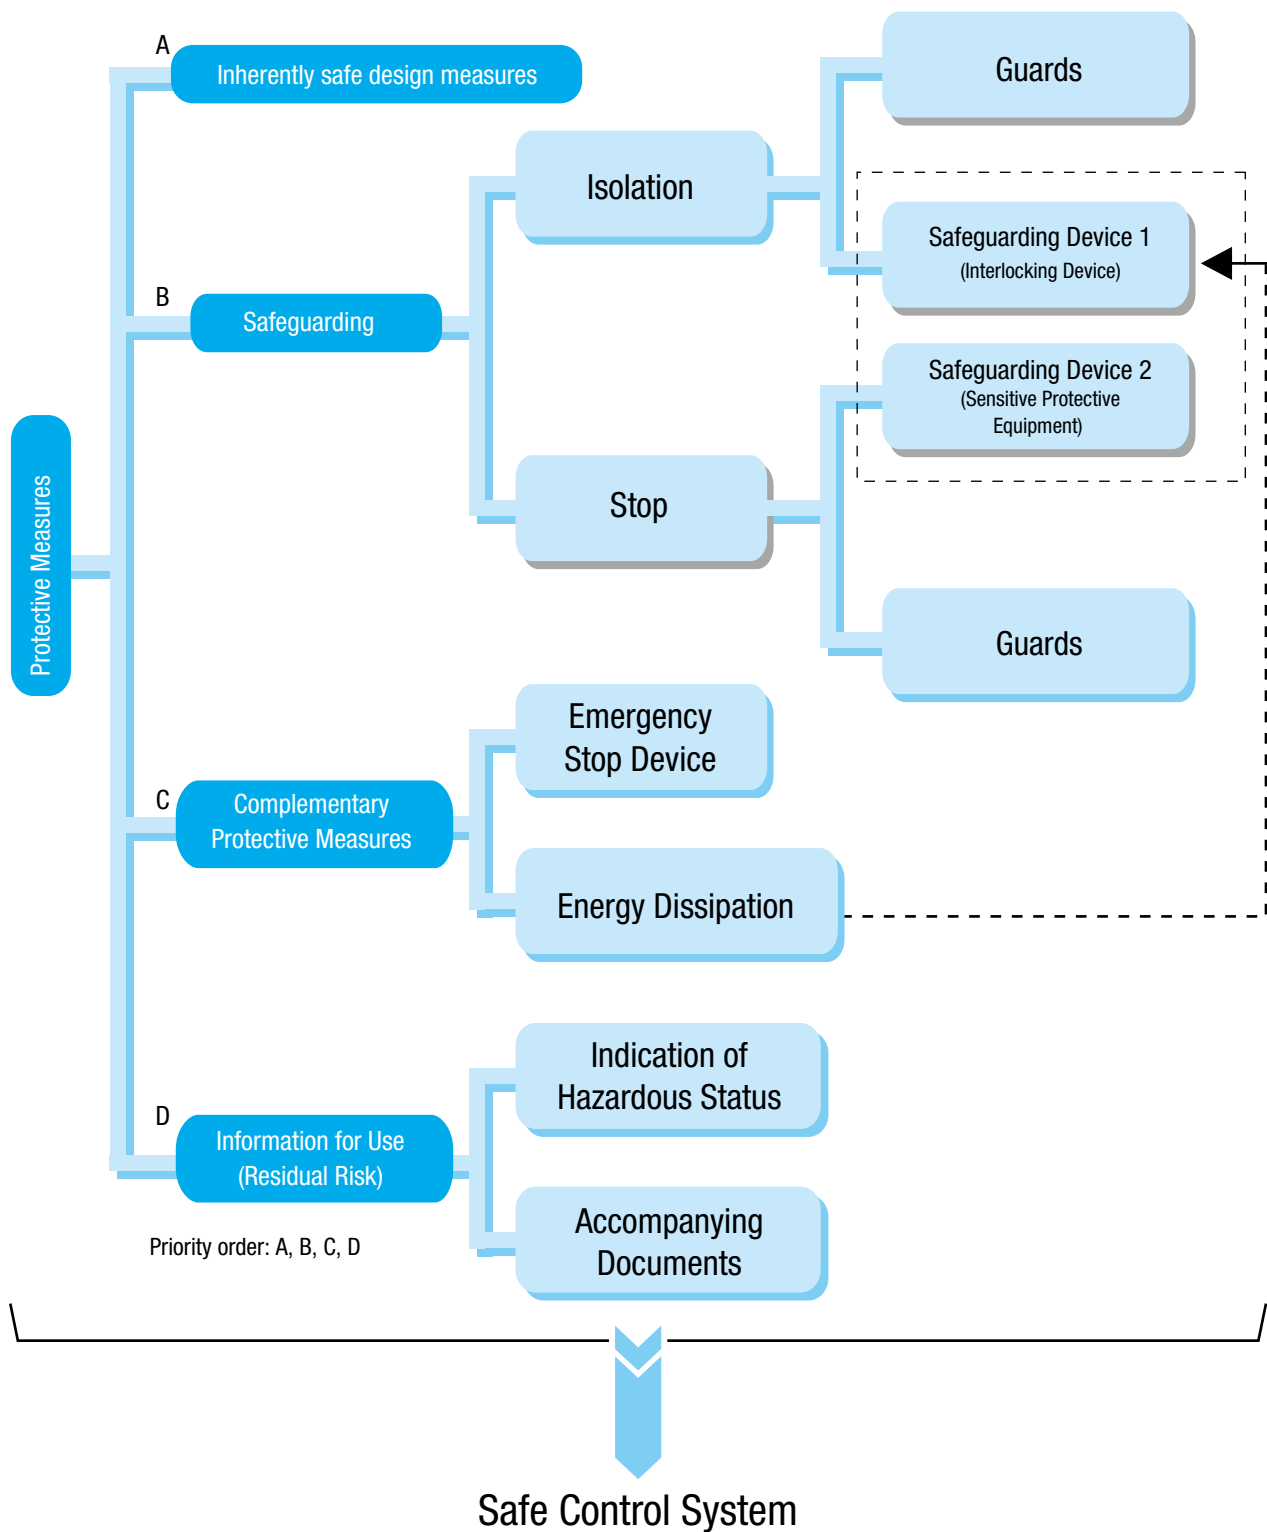 Protective Measures
A
Inherently safe design measures
B
Safeguarding
Isolation
Guards
Safeguarding Device 1
(Interlocking Device)
Stop
Safeguarding Device 2
(Sensitive Protective
Equipment)
Guards
C
Complementary
Protective Measures
Emergency
Stop Device
Energy Dissipation
D
Information for Use
(Residual Risk)
Indication of
Hazardous Status
Accompanying
Documents
Priority order: A, B, C, D
Safe Control System